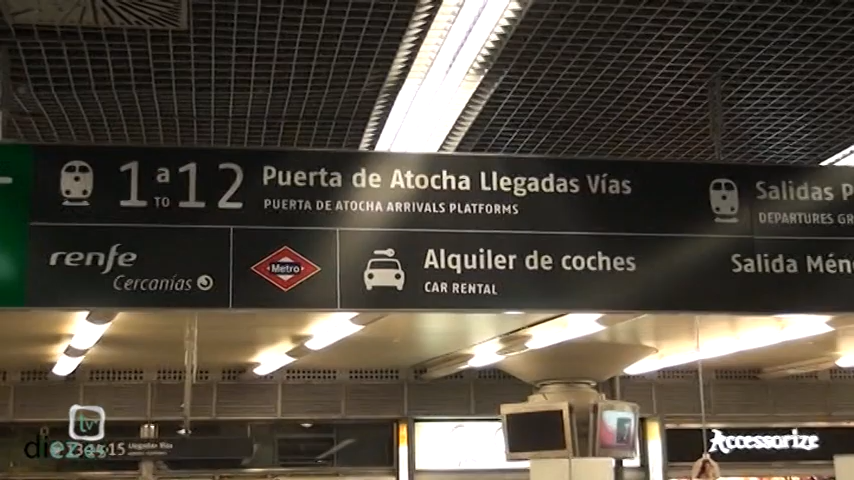 1 a TO 12
Puerta de Atocha Llegadas Vías
PUERTA DE ATOCHA ARRIVALS PLATFORMS
Salidas P
DEPARTURES GR
renfe
Cercanías
Metro
Alquiler de coches
CAR RENTAL
Salida Mén
tv
Llegadas Vías
Accessorize